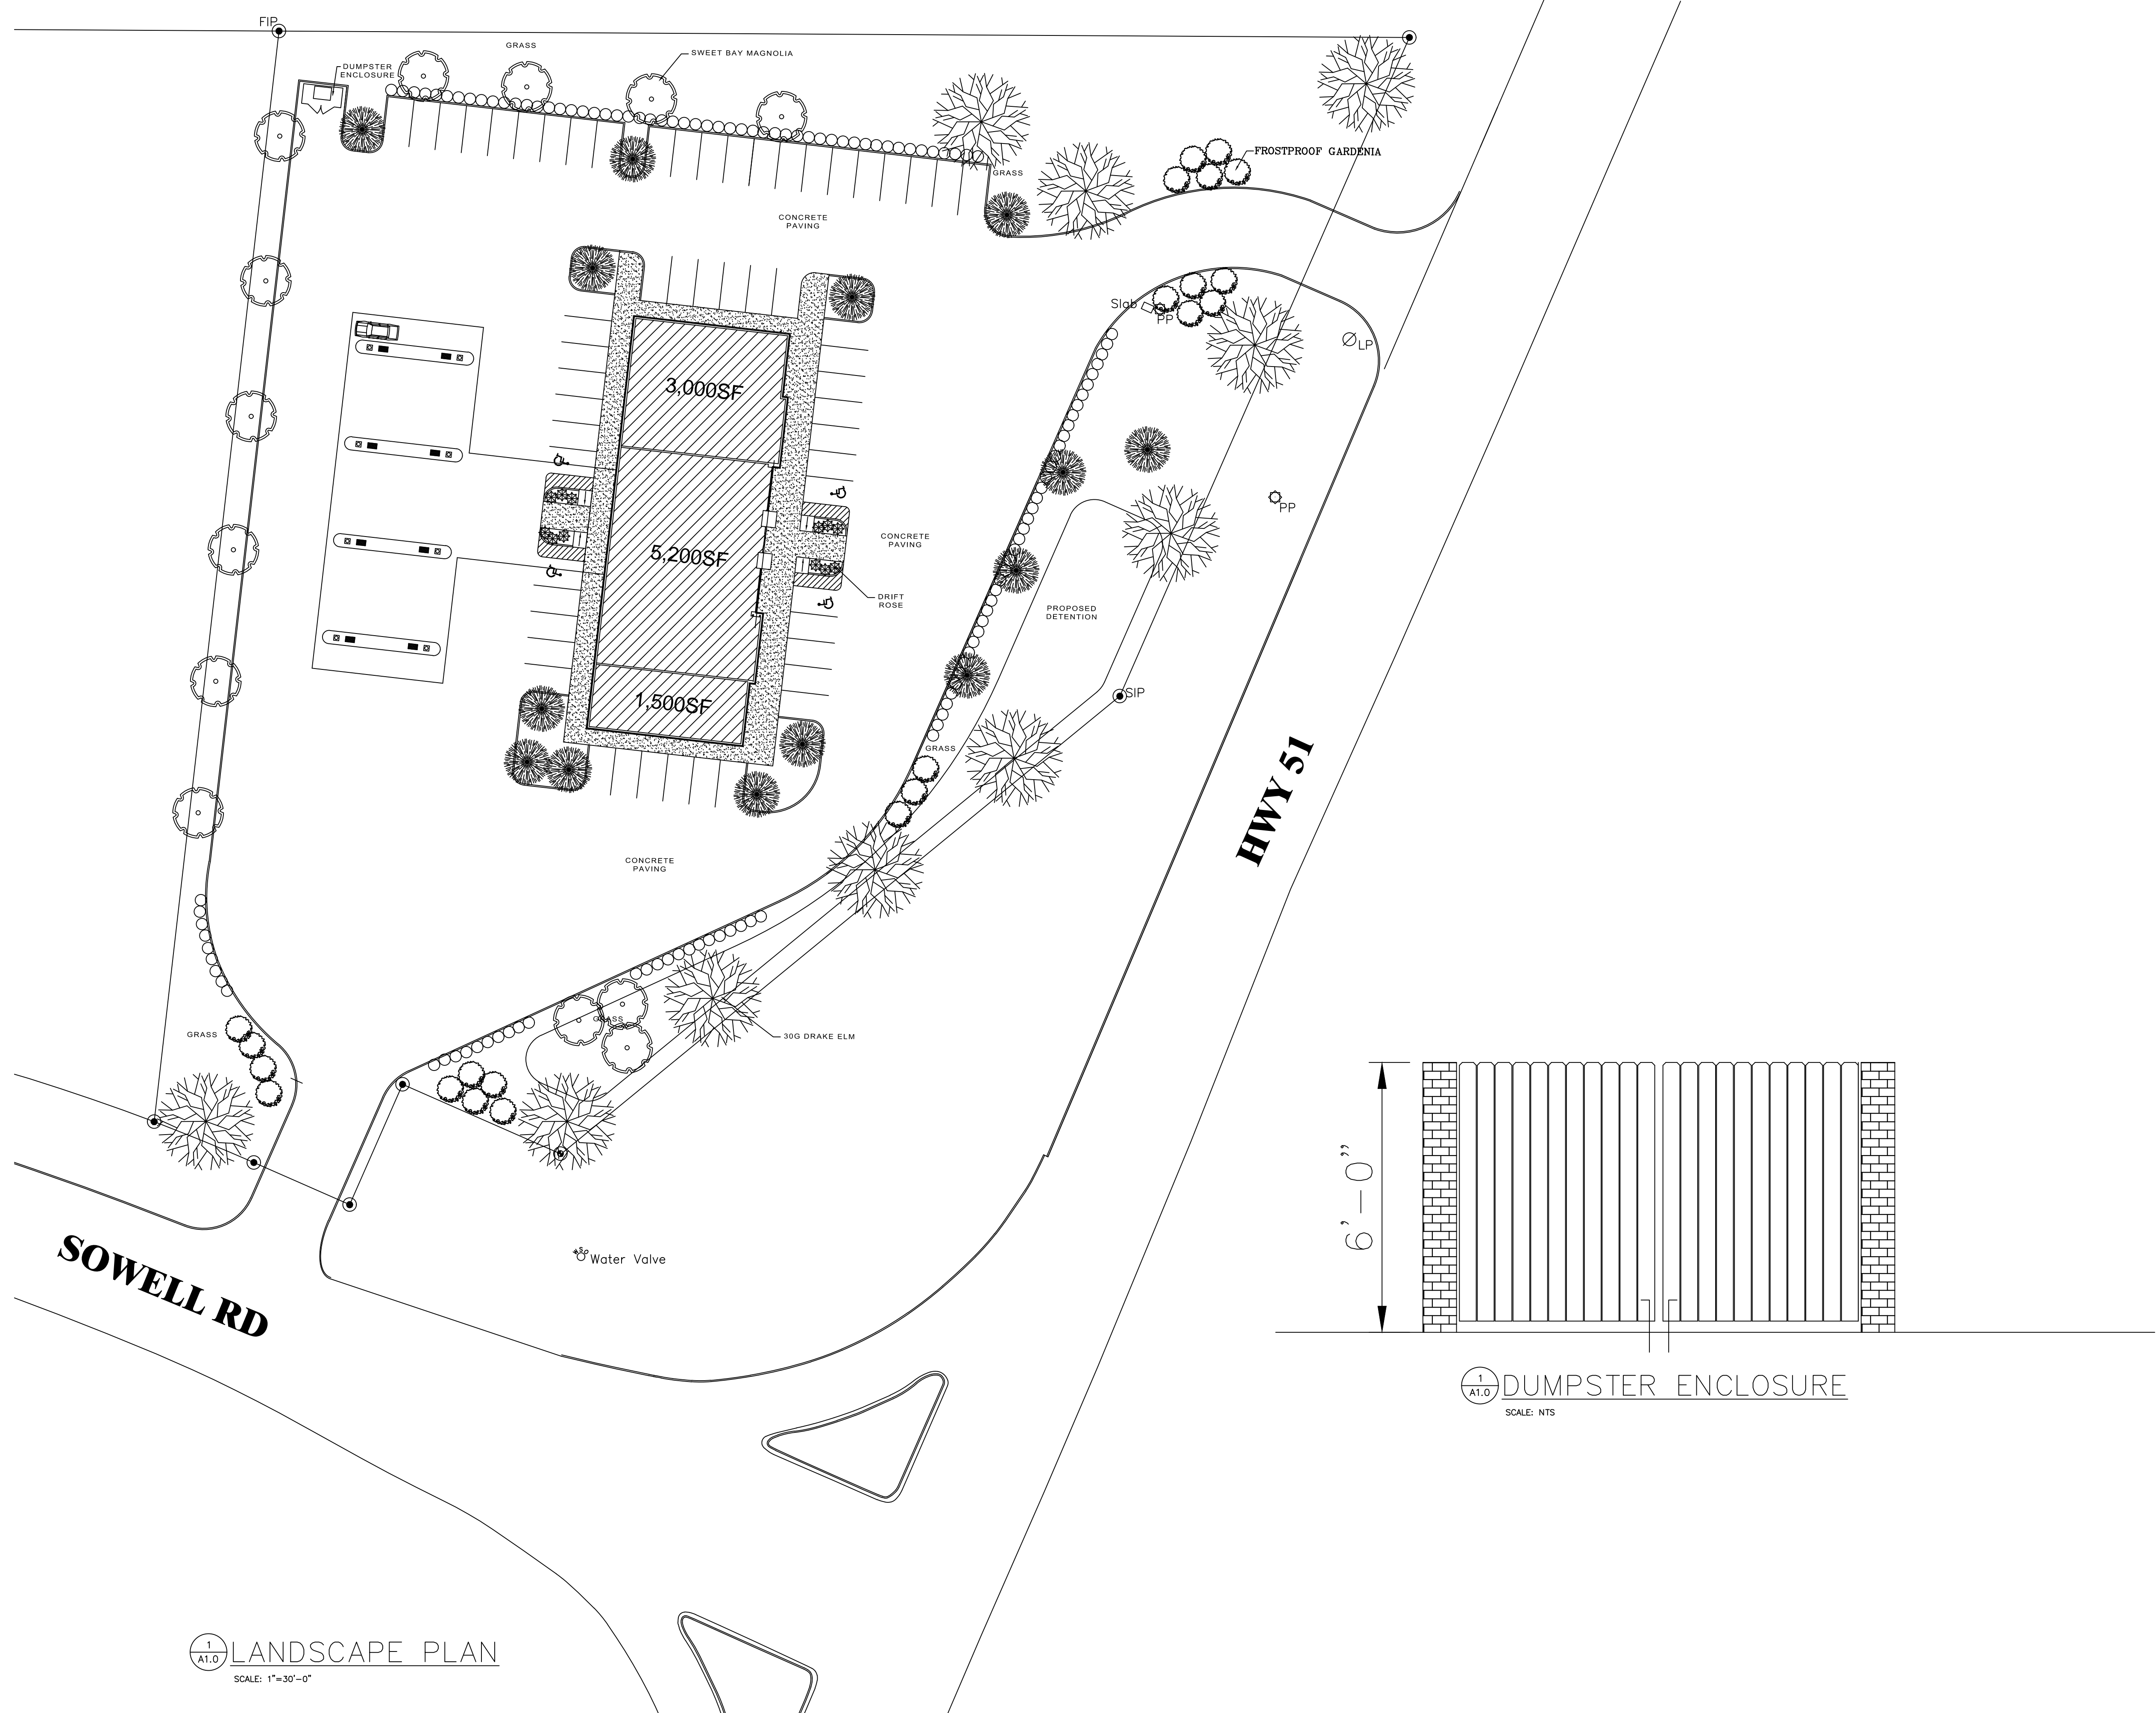 FIP
GRASS
SWEET BAY MAGNOLIA
DUMPSTER
ENCLOSURE
FROSTPROOF GARDENIA
GRASS
CONCRETE
PAVING
Slab
PP
LP
3,000SF
PP
CONCRETE
PAVING
5,200SF
DRIFT
ROSE
PROPOSED
DETENTION
SIP
1,500SF
GRASS
HWY 51
CONCRETE
PAVING
GRASS
GRASS
30G DRAKE ELM
6'-0"
Water Valve
SOWELL RD
1
A1.0
DUMPSTER ENCLOSURE
SCALE: NTS
1
A1.0
LANDSCAPE PLAN
SCALE: 1"=30'-0"